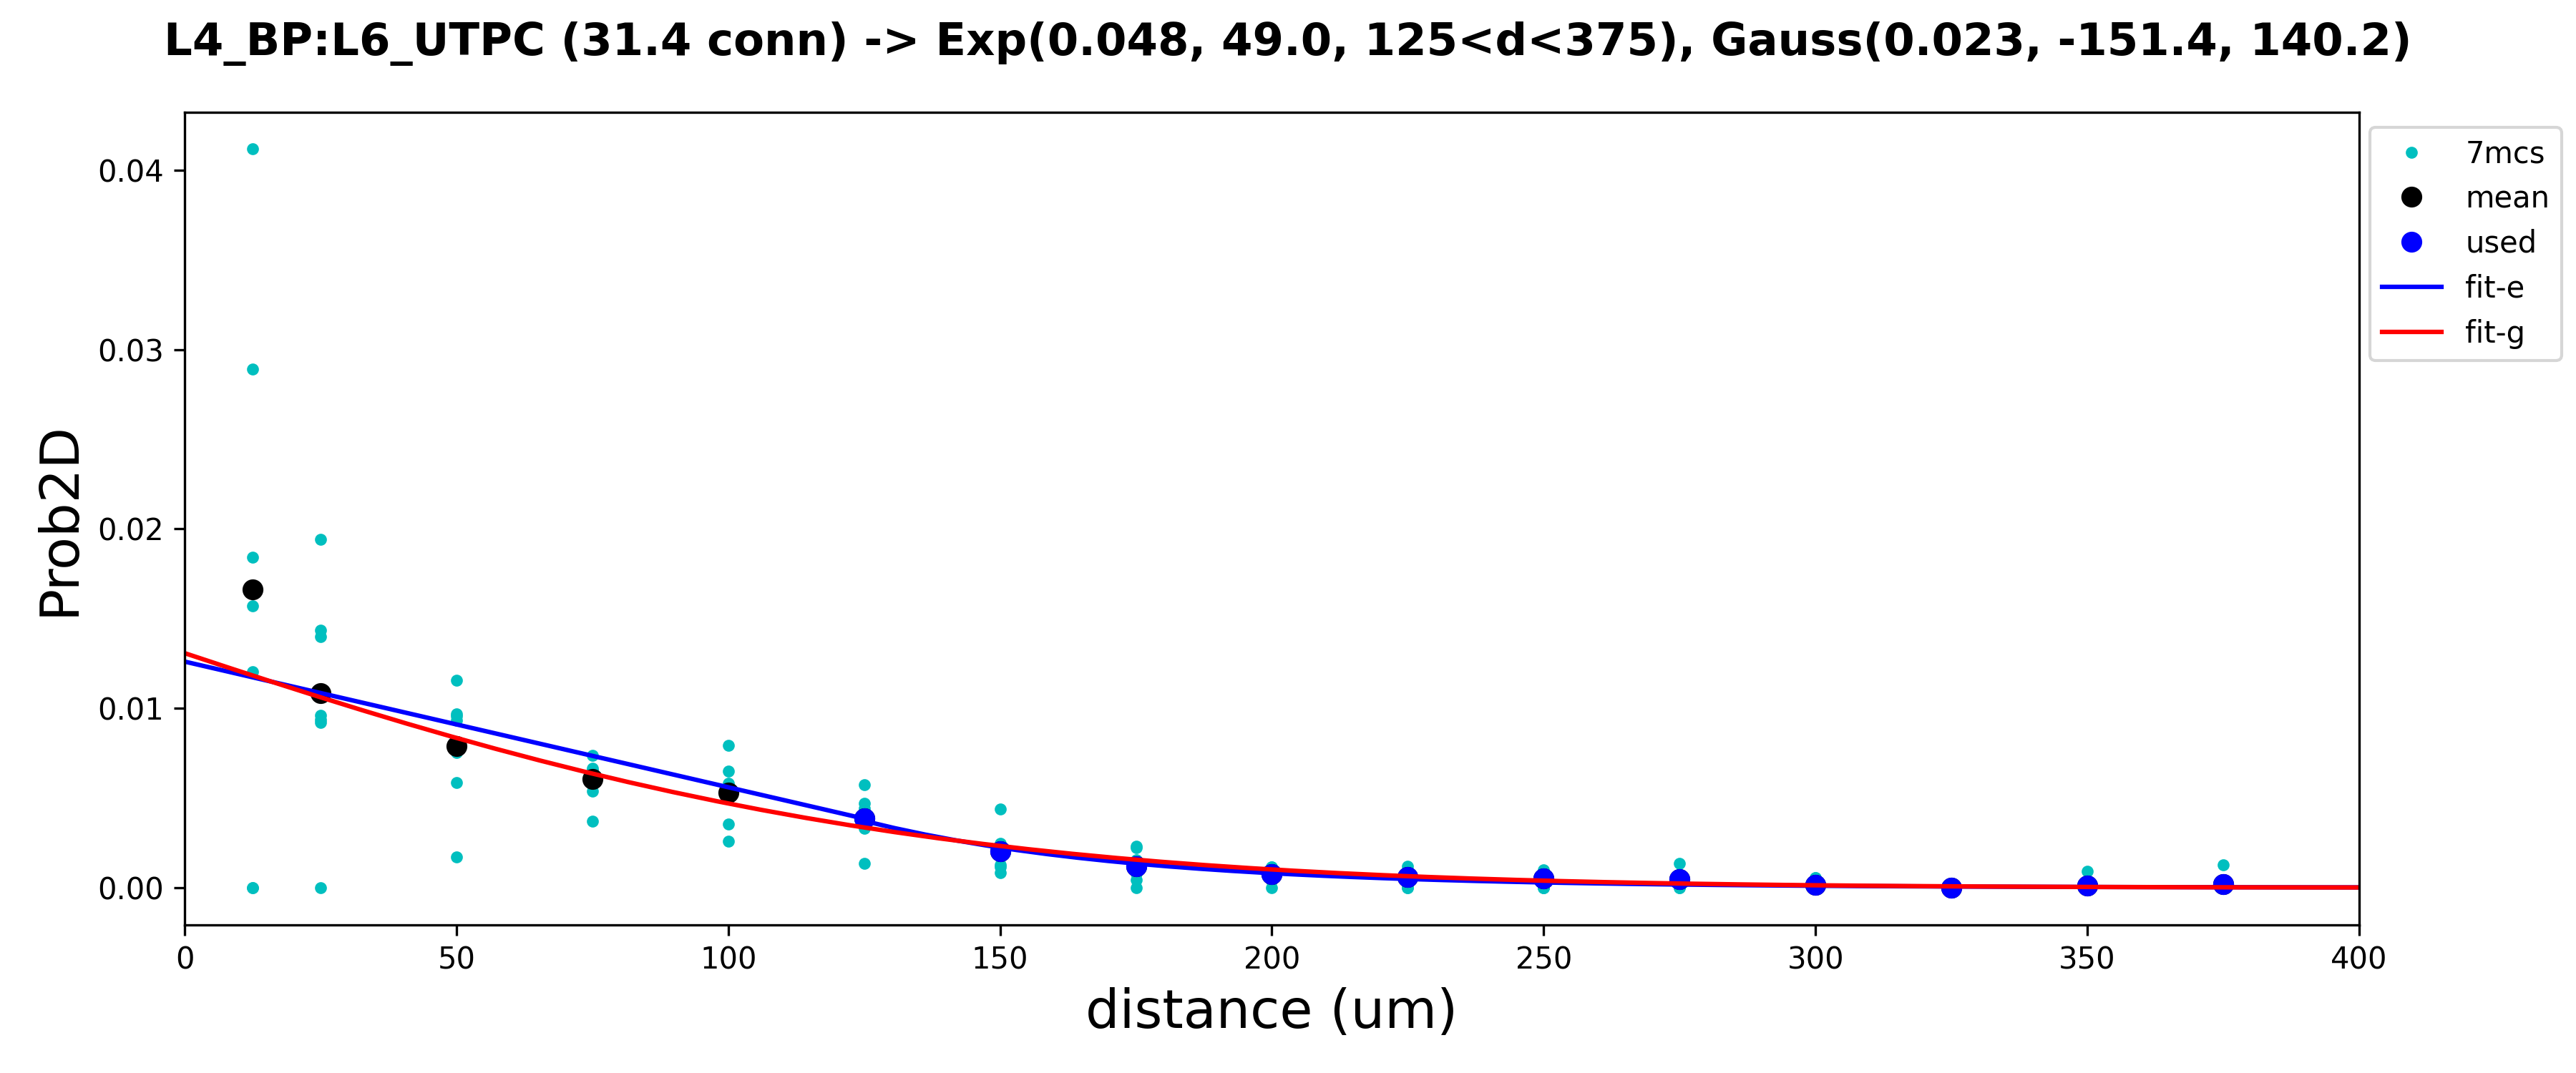 L4_BP:L6_UTPC (31.4 conn) -> Exp(0.048, 49.0, 125<d<375), Gauss(0.023, -151.4, 140.2)
0.04
0.03
0.02
0.01
0.00
Prob2D
0 50 100 150 200 250 300 350 400
distance (um)
7mcs
mean
used
fit-e
fit-g